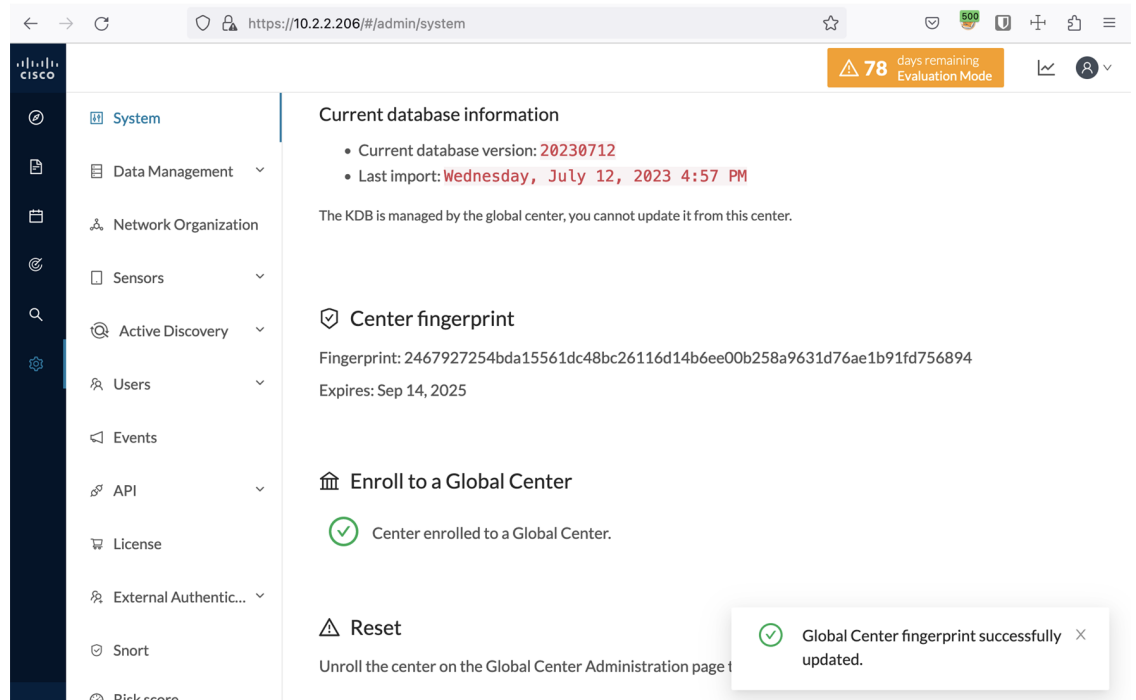 https://10.2.2.206/#/admin/system
500
CISCO
78 days remaining
Evaluation Mode
System
Data Management
Network Organization
Sensors
Active Discovery
Users
Events
API
License
External Authentic...
Snort
Risk score
Current database information
• Current database version: 20230712
• Last import: Wednesday, July 12, 2023 4:57 PM
The KDB is managed by the global center, you cannot update it from this center.
Center fingerprint
Fingerprint: 2467927254bda15561dc48bc26116d14b6ee00b258a9631d76ae1b91fd756894
Expires: Sep 14, 2025
Enroll to a Global Center
Center enrolled to a Global Center.
Reset
Unroll the center on the Global Center Administration page
Global Center fingerprint successfully
updated.